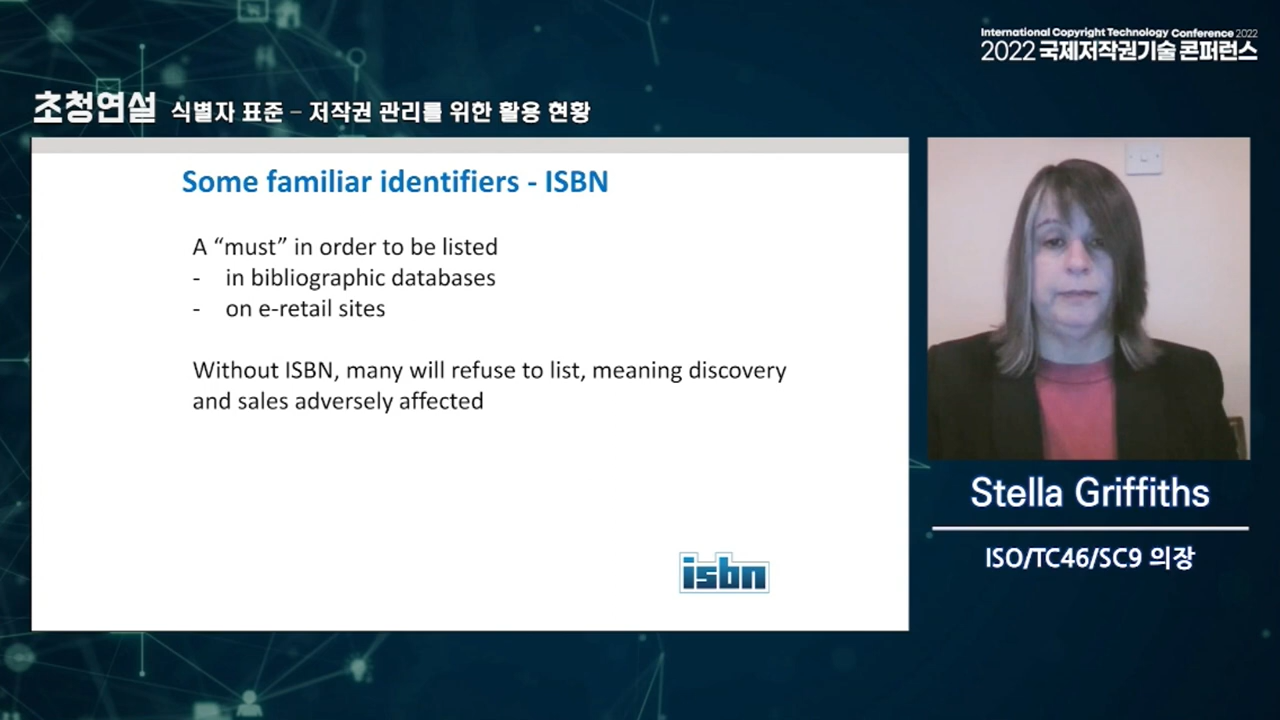 International Copyright Technology Conference 2022
2022 국제저작권기술 콘퍼런스
초청연설 식별자 표준 – 저작권 관리를 위한 활용 현황
Some familiar identifiers - ISBN
A “must” in order to be listed
- in bibliographic databases
- on e-retail sites
Without ISBN, many will refuse to list, meaning discovery
and sales adversely affected
isbn
Stella Griffiths
ISO/TC46/SC9 의장